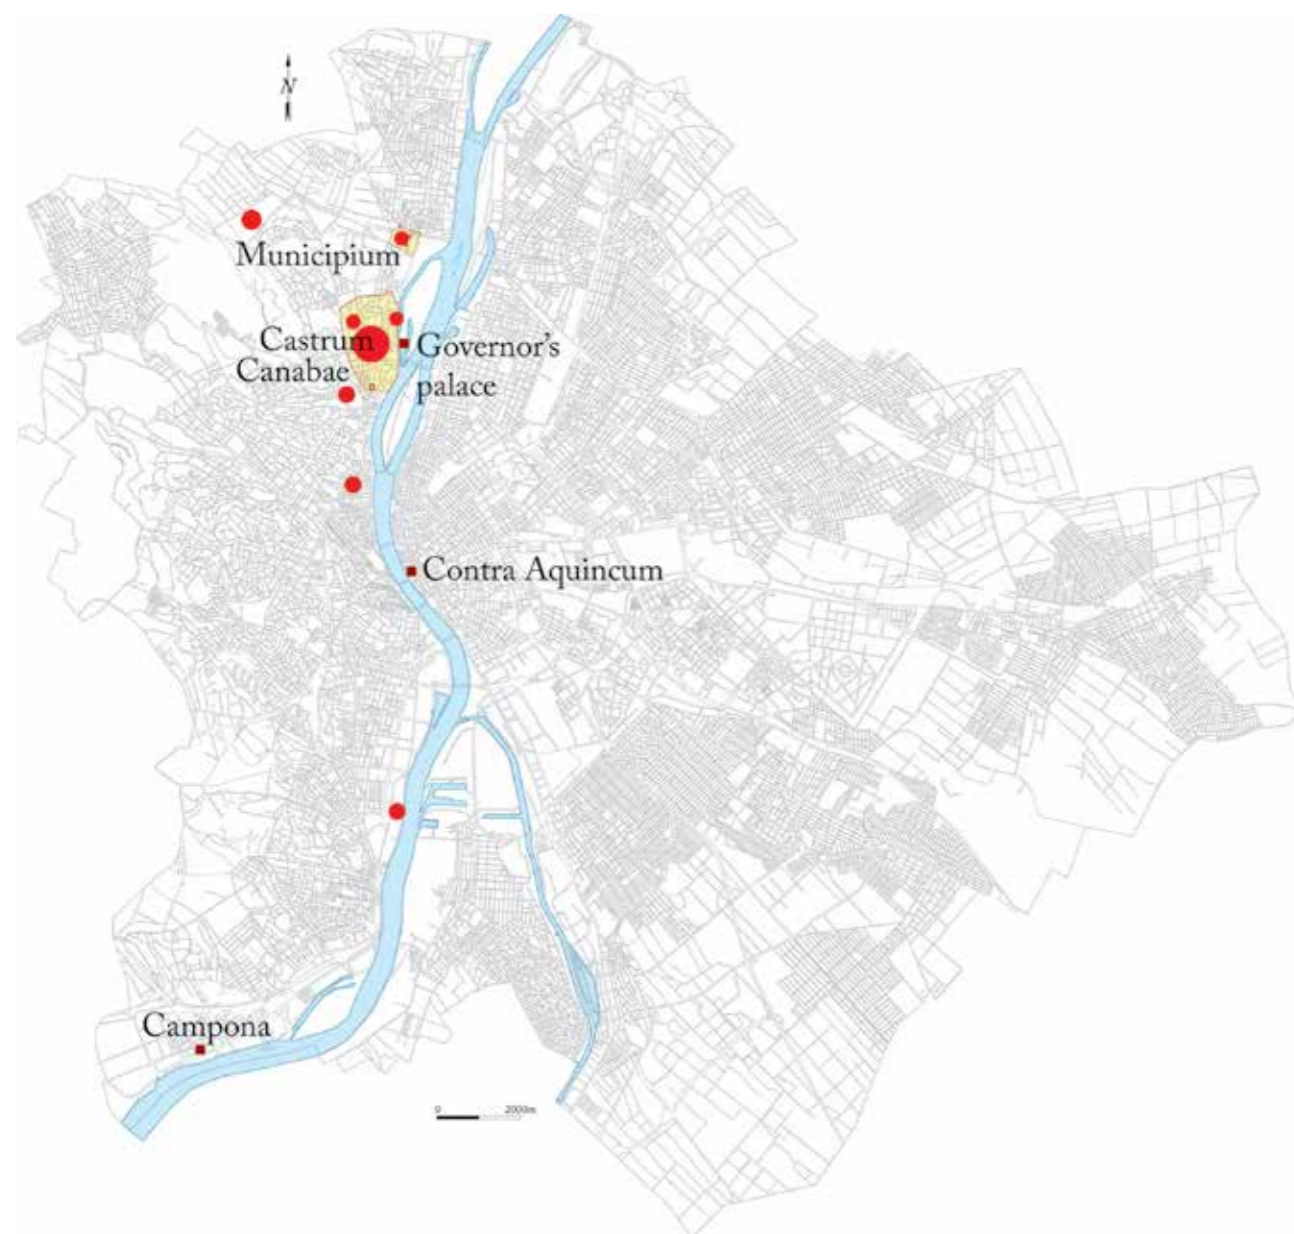 N
Municipium
Castrum
Canabae
Governor's
palace
Contra Aquincum
Campona
0 2000m